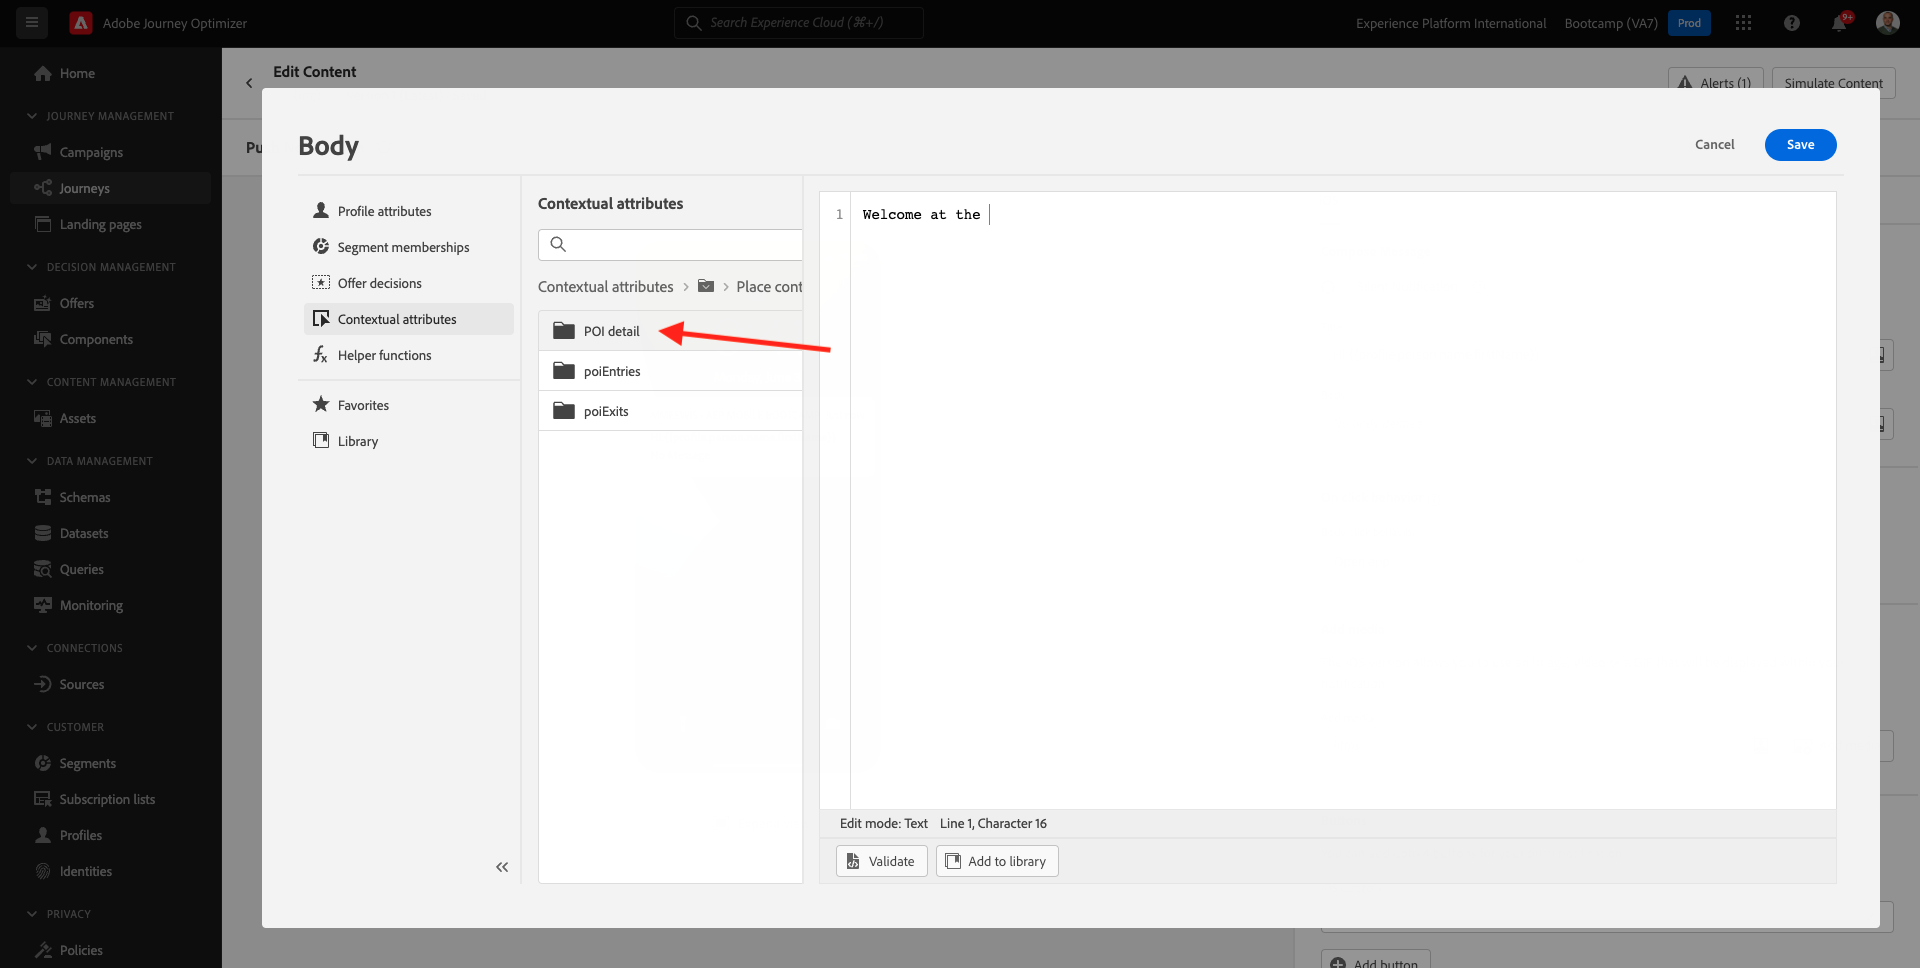 Adobe Journey Optimizer
Search Experience Cloud (⌘+/)
Experience Platform International
Bootcamp (VA7)
Prod
9+
Home
JOURNEY MANAGEMENT
Campaigns
Journeys
Landing pages
DECISION MANAGEMENT
Offers
Components
CONTENT MANAGEMENT
Assets
DATA MANAGEMENT
Schemas
Datasets
Queries
Monitoring
CONNECTIONS
Sources
CUSTOMER
Segments
Subscription lists
Profiles
Identities
PRIVACY
Policies
Edit Content
Alerts (1)
Simulate Content
Pu
Body
Cancel
Save
Profile attributes
Segment memberships
Offer decisions
Contextual attributes
Helper functions
Favorites
Library
Contextual attributes
Contextual attributes > > Place cont
POI detail
poiEntries
poiExits
1 Welcome at the
Edit mode: Text Line 1, Character 16
Validate
Add to library
Add button